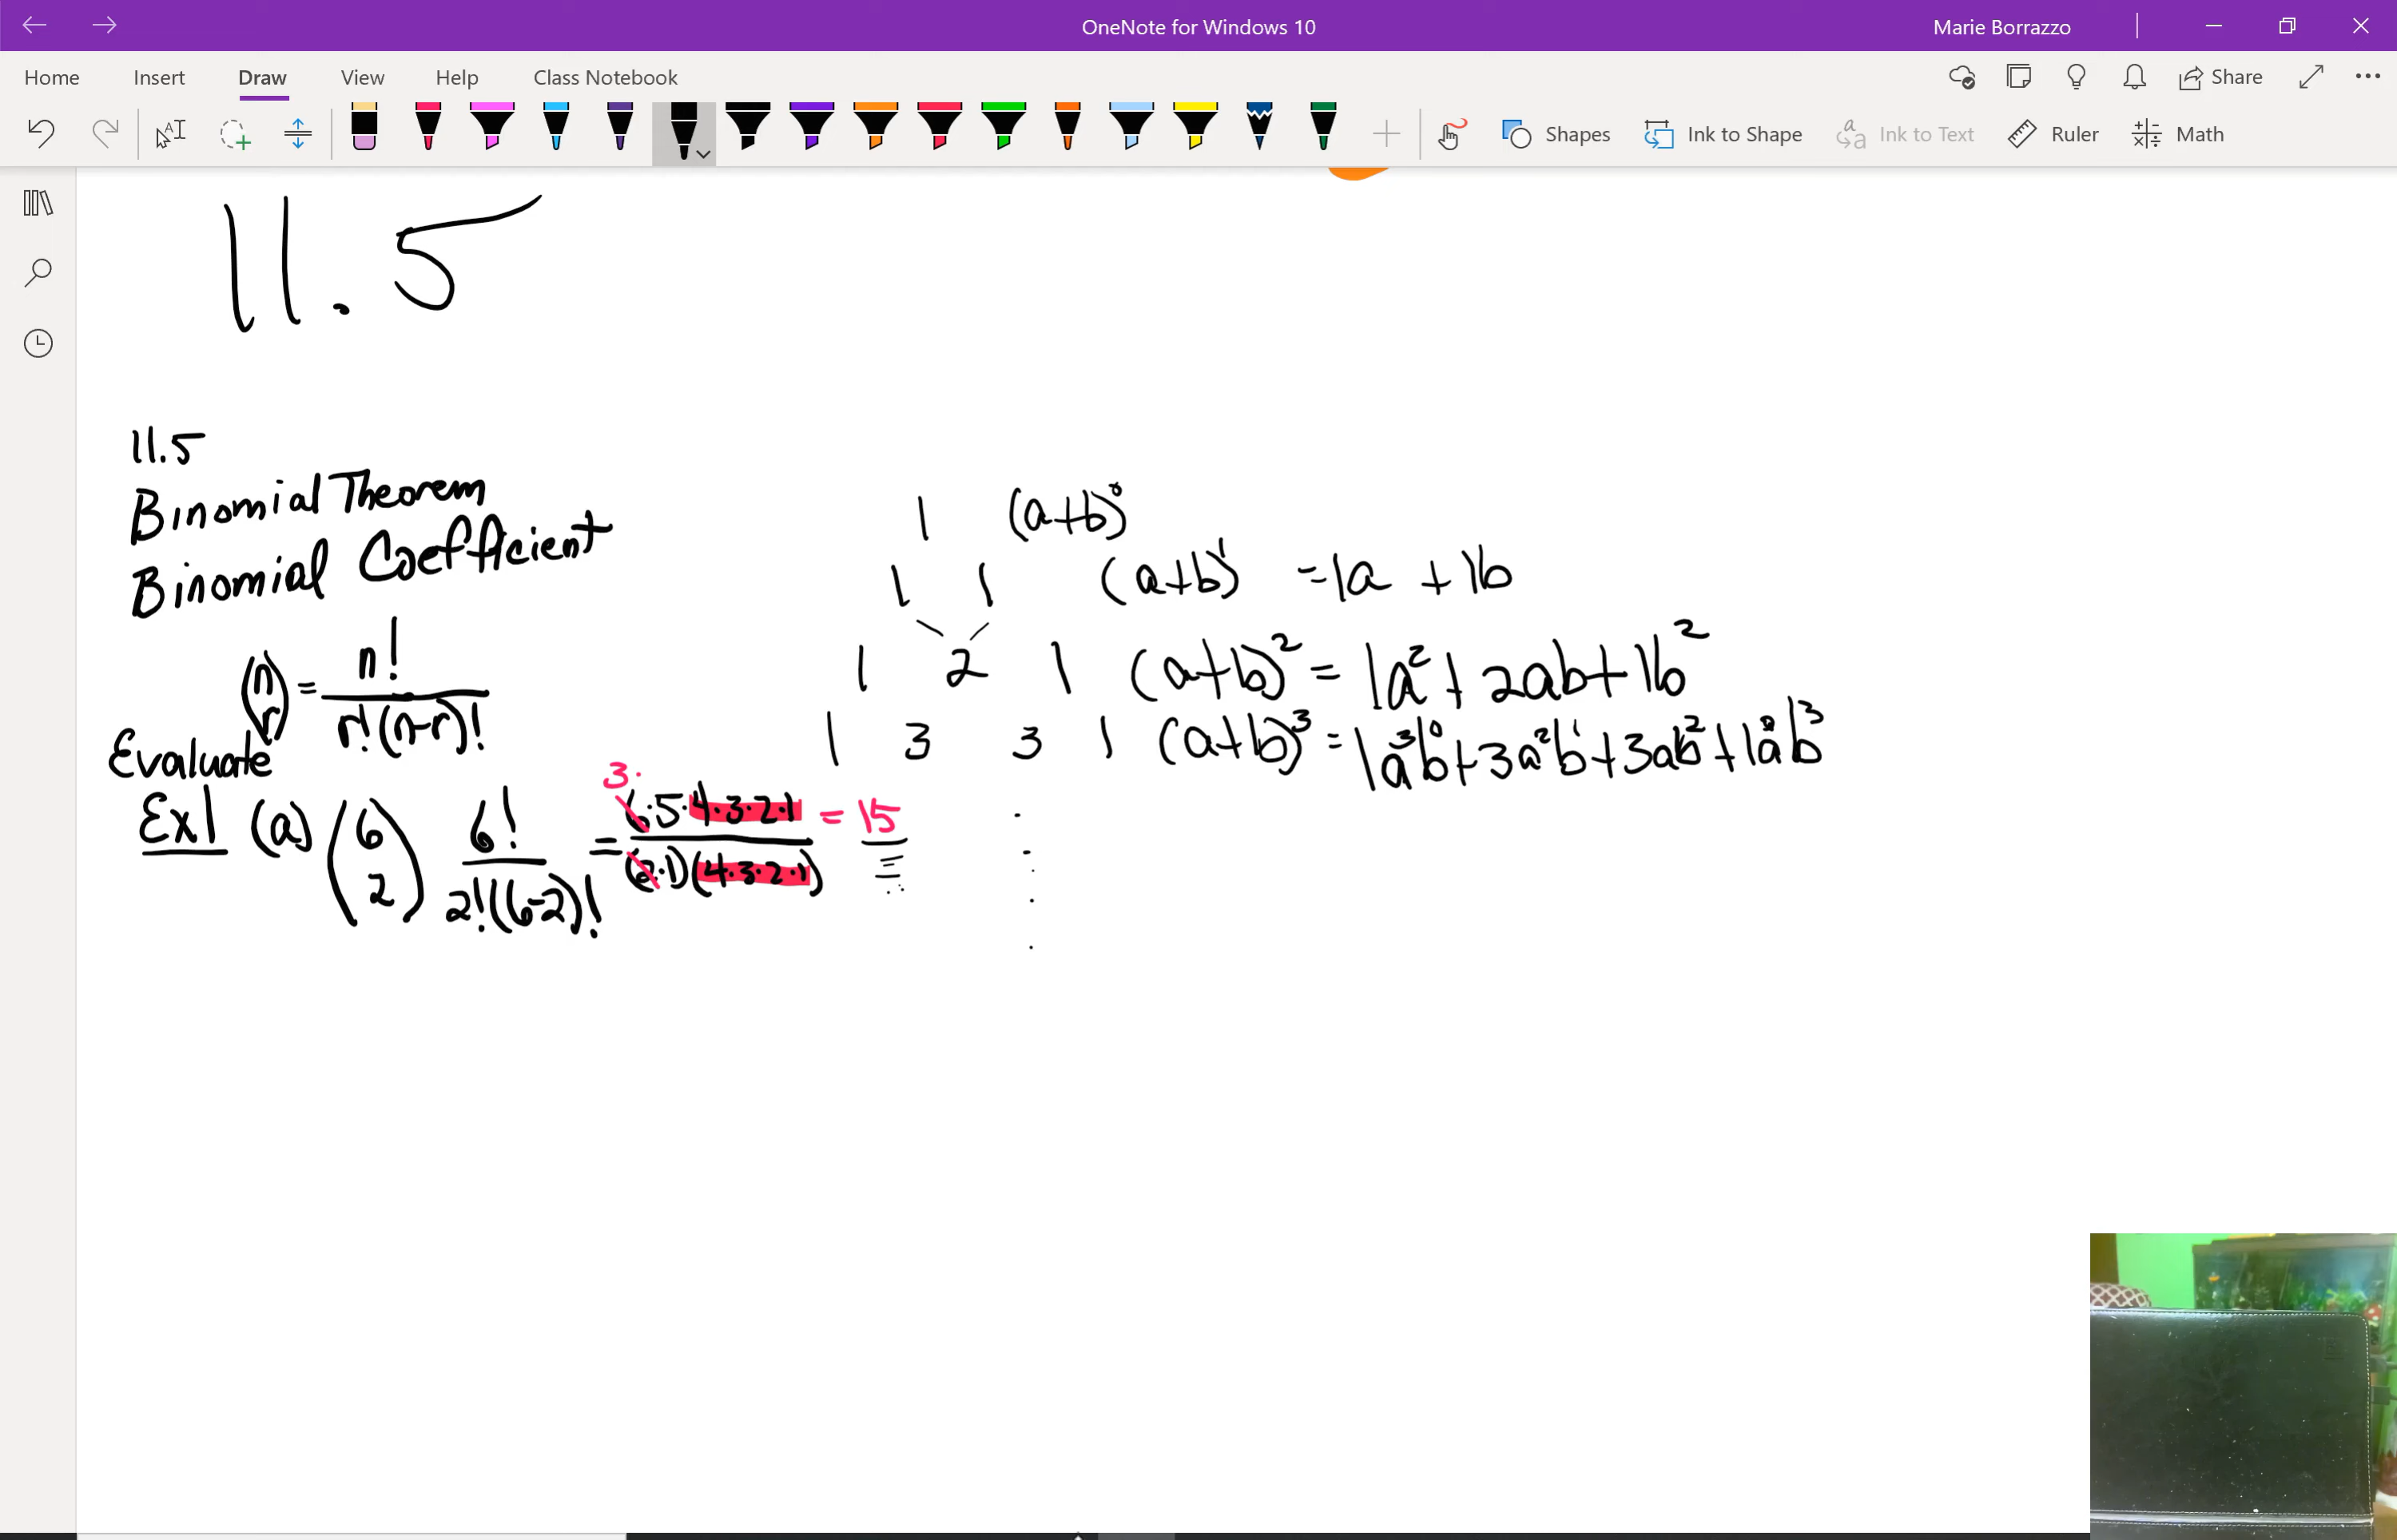 OneNote for Windows 10
Marie Borrazzo
Home Insert Draw View Help Class Notebook
Share
Shapes Ink to Shape Ink to Text Ruler Math
11.5
11.5
Binomial Theorem
Binomial Coefficient
(n r) = n! / r!(n-r)!
Evaluate
Ex1 (a) (6 2) 6! / 2!(6-2)! = 6·5·4·3·2·1 / (2·1)(4·3·2·1) = 15
3·
1 (a+b)⁰
1 1 (a+b)¹ = 1a + 1b
1 2 1 (a+b)² = 1a² + 2ab + 1b²
1 3 3 1 (a+b)³ = 1a³b⁰ + 3a²b¹ + 3ab² + 1a⁰b³